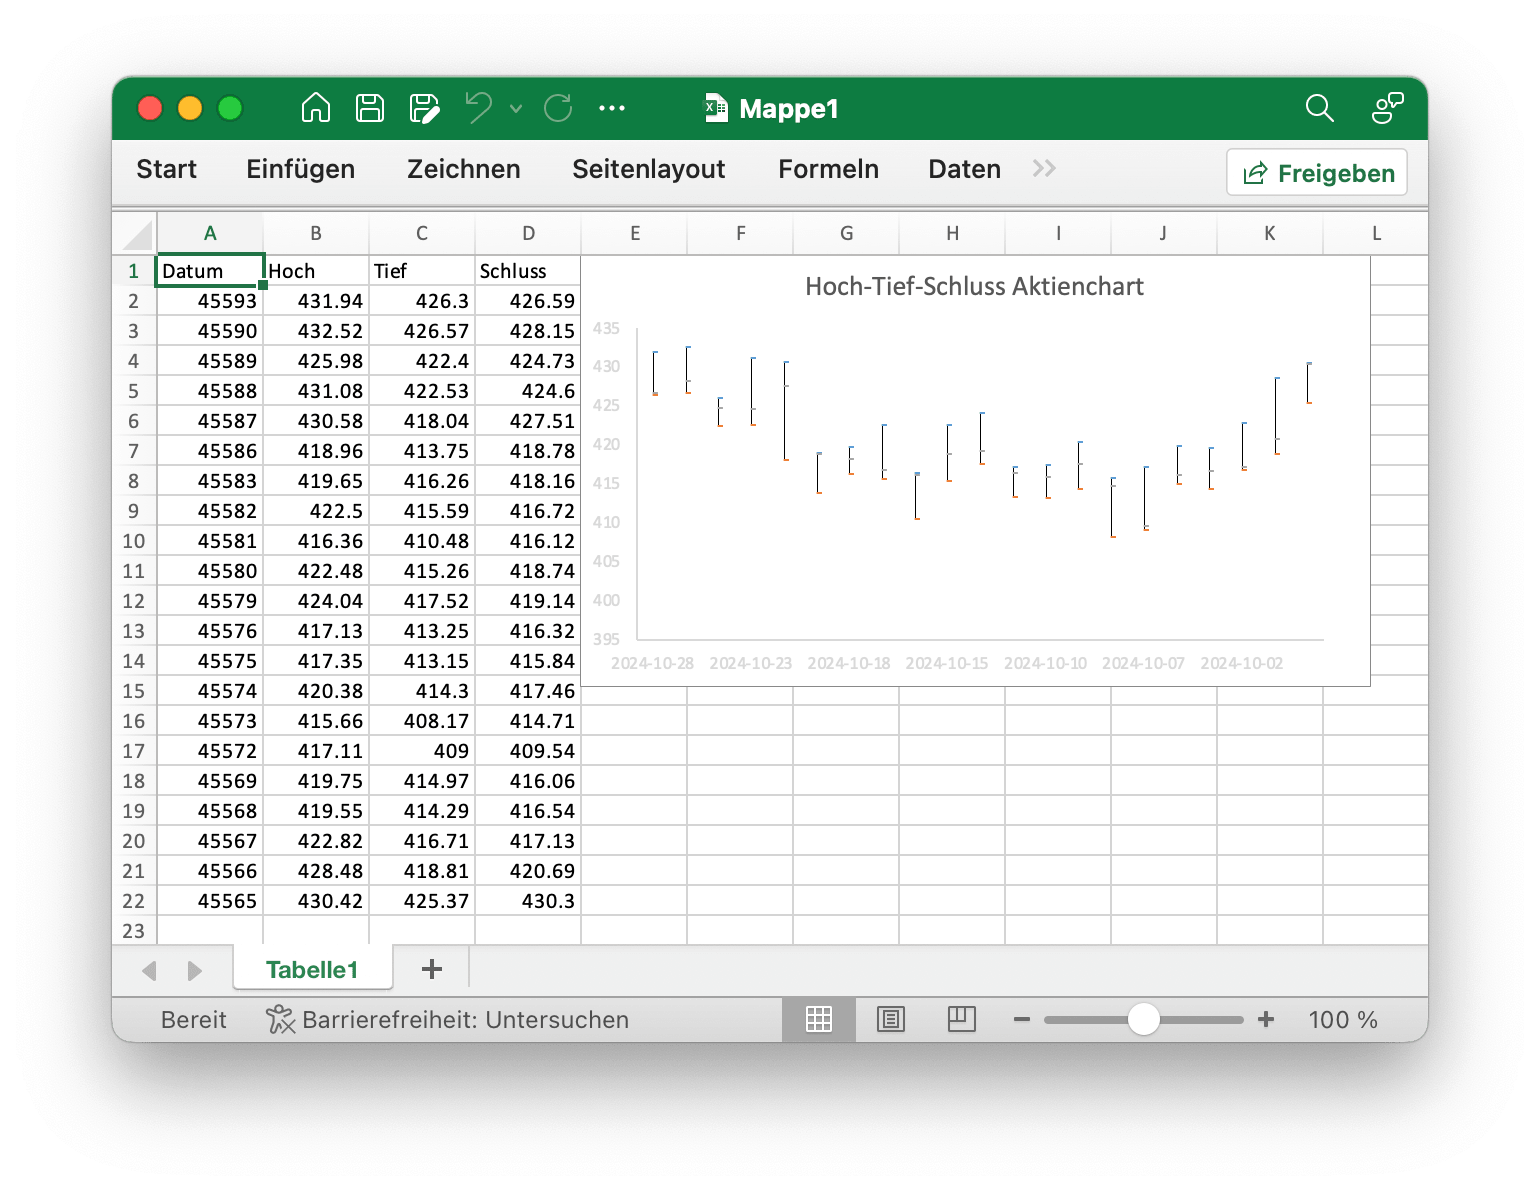 Mappe1
Start Einfügen Zeichnen Seitenlayout Formeln Daten Freigeben
A B C D E F G H I J K L
1 Datum Hoch Tief Schluss
2 45593 431.94 426.3 426.59
3 45590 432.52 426.57 428.15
4 45589 425.98 422.4 424.73
5 45588 431.08 422.53 424.6
6 45587 430.58 418.04 427.51
7 45586 418.96 413.75 418.78
8 45583 419.65 416.26 418.16
9 45582 422.5 415.59 416.72
10 45581 416.36 410.48 416.12
11 45580 422.48 415.26 418.74
12 45579 424.04 417.52 419.14
13 45576 417.13 413.25 416.32
14 45575 417.35 413.15 415.84
15 45574 420.38 414.3 417.46
16 45573 415.66 408.17 414.71
17 45572 417.11 409 409.54
18 45569 419.75 414.97 416.06
19 45568 419.55 414.29 416.54
20 45567 422.82 416.71 417.13
21 45566 428.48 418.81 420.69
22 45565 430.42 425.37 430.3
23
Hoch-Tief-Schluss Aktienchart
435
430
425
420
415
410
405
400
395
2024-10-28 2024-10-23 2024-10-18 2024-10-15 2024-10-10 2024-10-07 2024-10-02
Tabelle1
Bereit Barrierefreiheit: Untersuchen 100 %